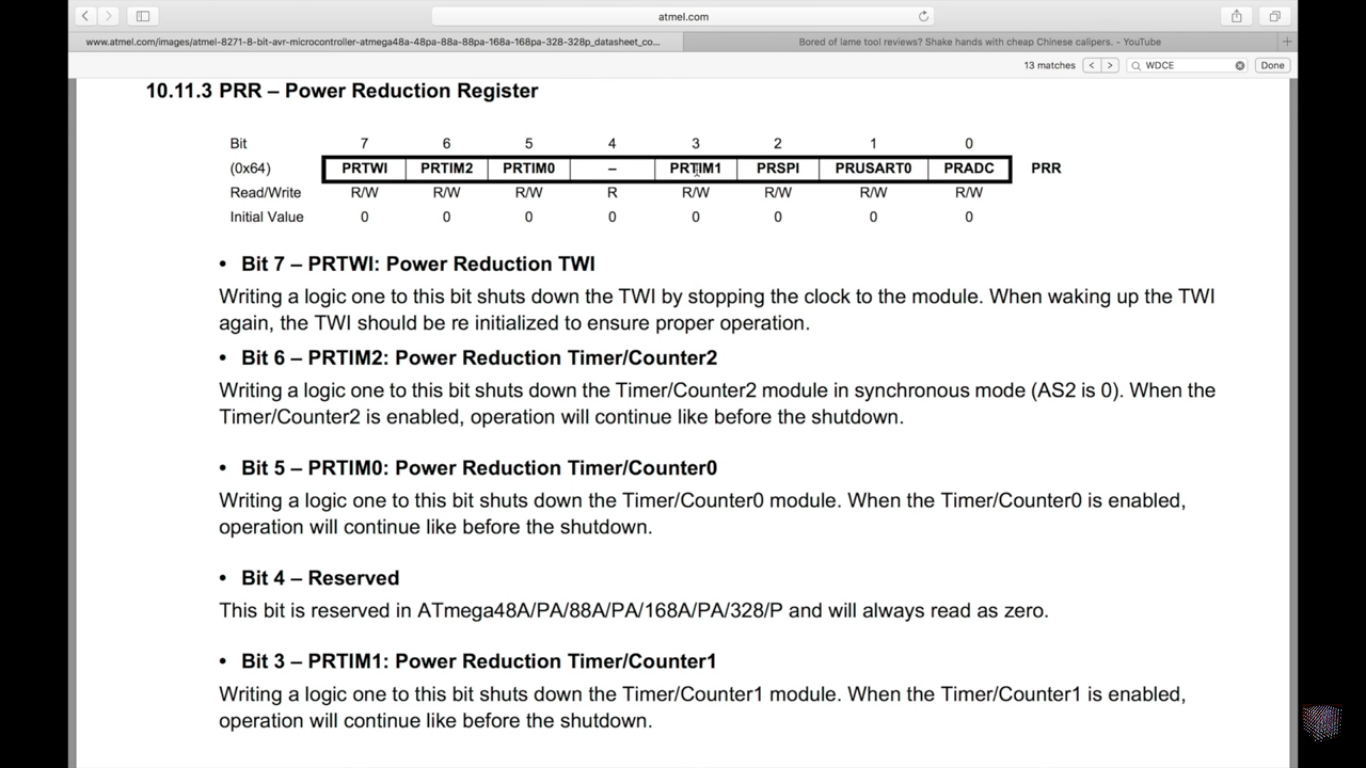 atmel.com
www.atmel.com/images/atmel-8271-8-bit-avr-microcontroller-atmega48a-48pa-88a-88pa-168a-168pa-328-328p_datasheet_co... Bored of lame tool reviews? Shake hands with cheap Chinese calipers. - YouTube
13 matches < > WDCE Done
10.11.3 PRR – Power Reduction Register
Bit 7 6 5 4 3 2 1 0
(0x64) PRTWI PRTIM2 PRTIM0 – PRTIM1 PRSPI PRUSART0 PRADC PRR
Read/Write R/W R/W R/W R R/W R/W R/W R/W
Initial Value 0 0 0 0 0 0 0 0
• Bit 7 – PRTWI: Power Reduction TWI
Writing a logic one to this bit shuts down the TWI by stopping the clock to the module. When waking up the TWI
again, the TWI should be re initialized to ensure proper operation.
• Bit 6 – PRTIM2: Power Reduction Timer/Counter2
Writing a logic one to this bit shuts down the Timer/Counter2 module in synchronous mode (AS2 is 0). When the
Timer/Counter2 is enabled, operation will continue like before the shutdown.
• Bit 5 – PRTIM0: Power Reduction Timer/Counter0
Writing a logic one to this bit shuts down the Timer/Counter0 module. When the Timer/Counter0 is enabled,
operation will continue like before the shutdown.
• Bit 4 – Reserved
This bit is reserved in ATmega48A/PA/88A/PA/168A/PA/328/P and will always read as zero.
• Bit 3 – PRTIM1: Power Reduction Timer/Counter1
Writing a logic one to this bit shuts down the Timer/Counter1 module. When the Timer/Counter1 is enabled,
operation will continue like before the shutdown.